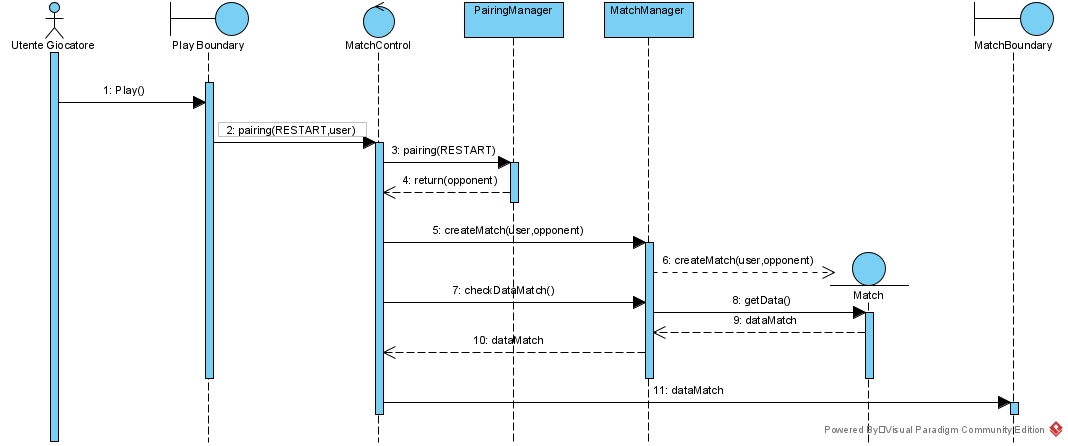 PairingManager
MatchManager
Utente Giocatore
Play Boundary
MatchControl
MatchBoundary
1: Play()
2: pairing(RESTART,user)
3: pairing(RESTART)
4: return(opponent)
5: createMatch(user,opponent)
6: createMatch(user,opponent)
7: checkDataMatch()
Match
8: getData()
9: dataMatch
10: dataMatch
11: dataMatch
Powered By Visual Paradigm Community Edition